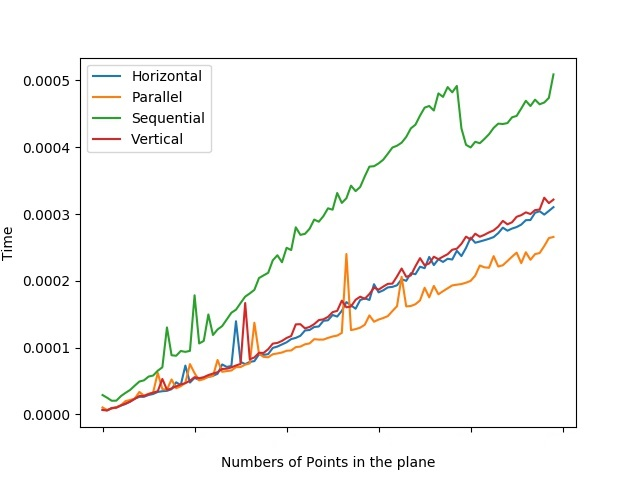 Horizontal
Parallel
Sequential
Vertical
0.0005
0.0004
0.0003
0.0002
0.0001
0.0000
Time
Numbers of Points in the plane